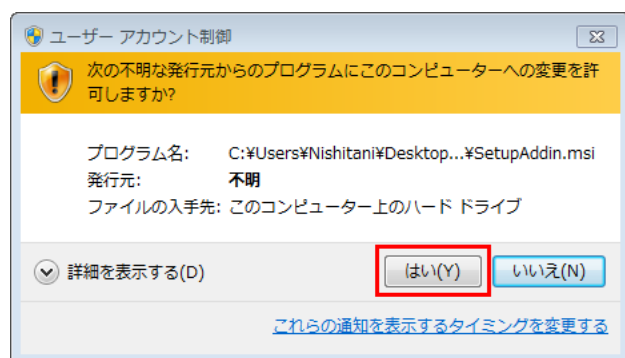 ユーザー アカウント制御
次の不明な発行元からのプログラムにこのコンピューターへの変更を許
可しますか?
プログラム名: C:¥Users¥Nishitani¥Desktop...¥SetupAddin.msi
発行元: 不明
ファイルの入手先: このコンピューター上のハード ドライブ
詳細を表示する(D) はい(Y) いいえ(N)
これらの通知を表示するタイミングを変更する